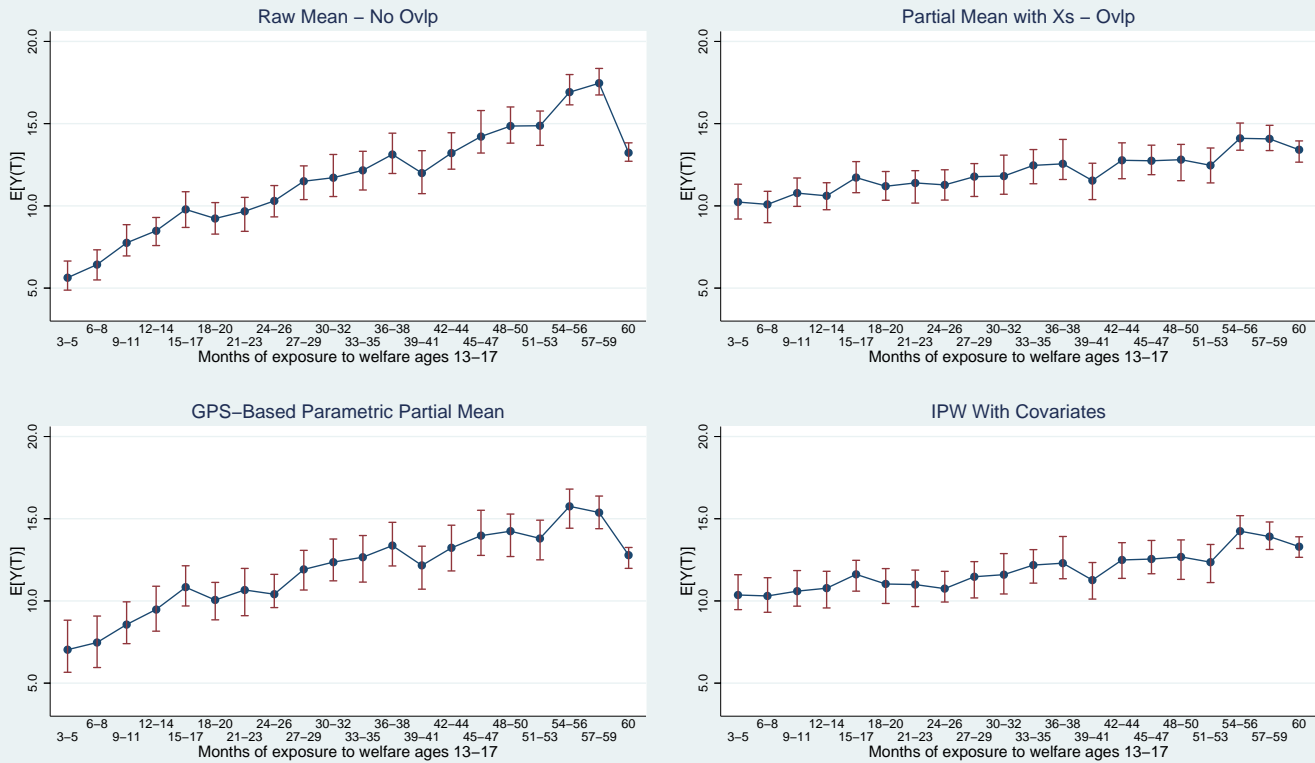 Raw Mean – No Ovlp
E[Y(T)]
20.0
15.0
10.0
5.0
6–8 12–14 18–20 24–26 30–32 36–38 42–44 48–50 54–56 60
3–5 9–11 15–17 21–23 27–29 33–35 39–41 45–47 51–53 57–59
Months of exposure to welfare ages 13–17
Partial Mean with Xs – Ovlp
E[Y(T)]
20.0
15.0
10.0
5.0
6–8 12–14 18–20 24–26 30–32 36–38 42–44 48–50 54–56 60
3–5 9–11 15–17 21–23 27–29 33–35 39–41 45–47 51–53 57–59
Months of exposure to welfare ages 13–17
GPS–Based Parametric Partial Mean
E[Y(T)]
20.0
15.0
10.0
5.0
6–8 12–14 18–20 24–26 30–32 36–38 42–44 48–50 54–56 60
3–5 9–11 15–17 21–23 27–29 33–35 39–41 45–47 51–53 57–59
Months of exposure to welfare ages 13–17
IPW With Covariates
E[Y(T)]
20.0
15.0
10.0
5.0
6–8 12–14 18–20 24–26 30–32 36–38 42–44 48–50 54–56 60
3–5 9–11 15–17 21–23 27–29 33–35 39–41 45–47 51–53 57–59
Months of exposure to welfare ages 13–17